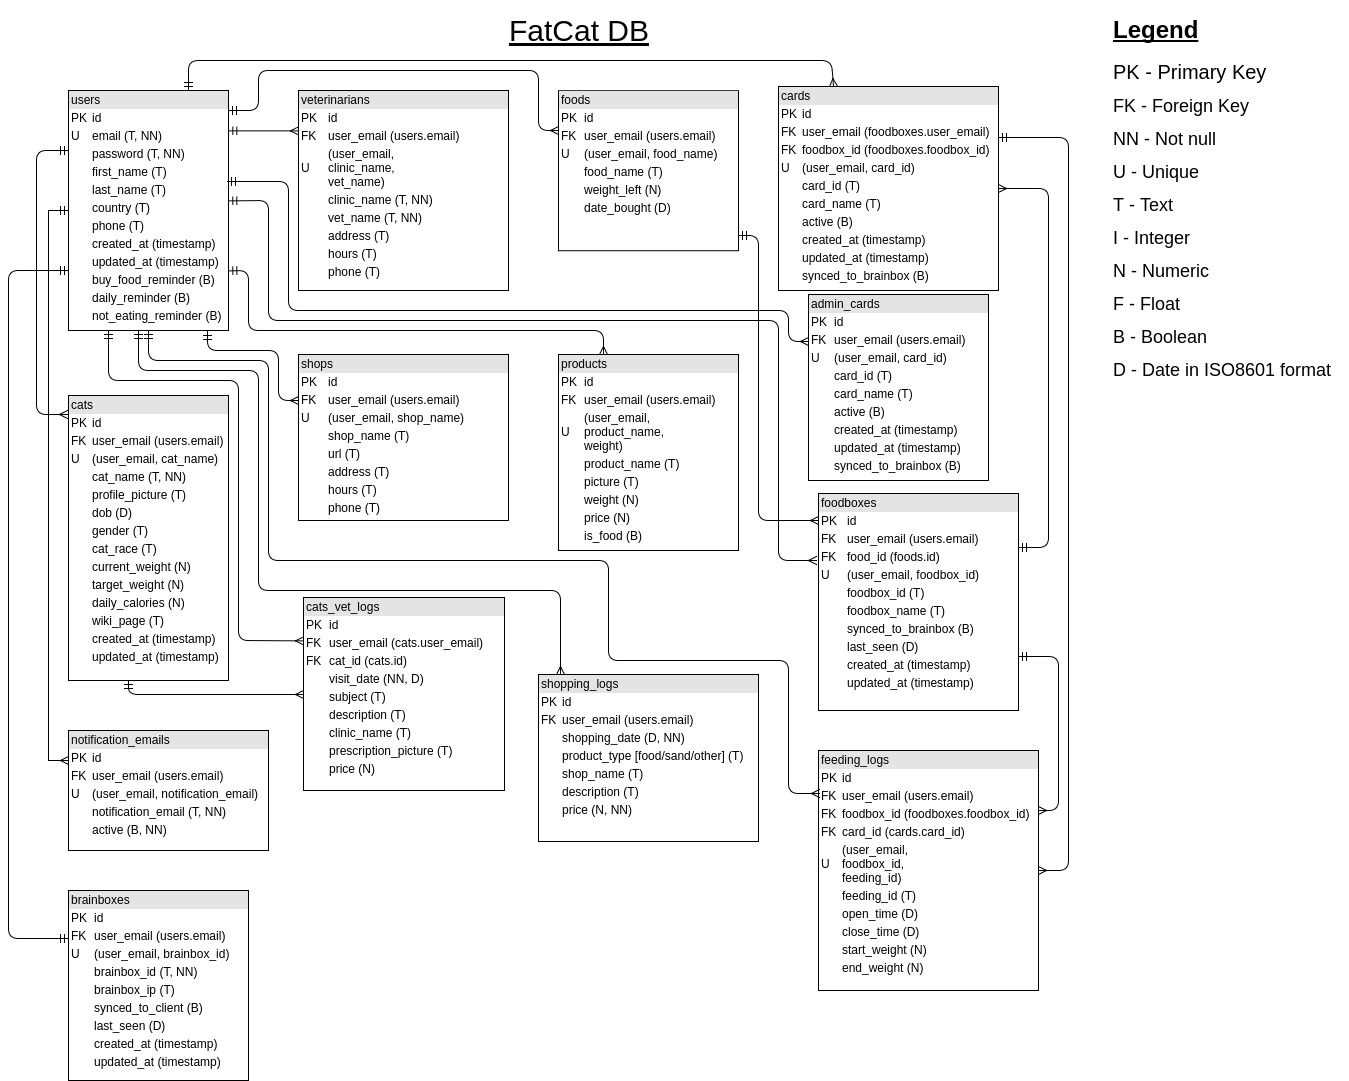 FatCat DB
Legend
PK - Primary Key
FK - Foreign Key
NN - Not null
U - Unique
T - Text
I - Integer
N - Numeric
F - Float
B - Boolean
D - Date in ISO8601 format
users
PK id
U email (T, NN)
password (T, NN)
first_name (T)
last_name (T)
country (T)
phone (T)
created_at (timestamp)
updated_at (timestamp)
buy_food_reminder (B)
daily_reminder (B)
not_eating_reminder (B)
veterinarians
PK id
FK user_email (users.email)
(user_email,
U clinic_name,
vet_name)
clinic_name (T, NN)
vet_name (T, NN)
address (T)
hours (T)
phone (T)
foods
PK id
FK user_email (users.email)
U (user_email, food_name)
food_name (T)
weight_left (N)
date_bought (D)
cards
PK id
FK user_email (foodboxes.user_email)
FK foodbox_id (foodboxes.foodbox_id)
U (user_email, card_id)
card_id (T)
card_name (T)
active (B)
created_at (timestamp)
updated_at (timestamp)
synced_to_brainbox (B)
admin_cards
PK id
FK user_email (users.email)
U (user_email, card_id)
card_id (T)
card_name (T)
active (B)
created_at (timestamp)
updated_at (timestamp)
synced_to_brainbox (B)
shops
PK id
FK user_email (users.email)
U (user_email, shop_name)
shop_name (T)
url (T)
address (T)
hours (T)
phone (T)
products
PK id
FK user_email (users.email)
(user_email,
U product_name,
weight)
product_name (T)
picture (T)
weight (N)
price (N)
is_food (B)
cats
PK id
FK user_email (users.email)
U (user_email, cat_name)
cat_name (T, NN)
profile_picture (T)
dob (D)
gender (T)
cat_race (T)
current_weight (N)
target_weight (N)
daily_calories (N)
wiki_page (T)
created_at (timestamp)
updated_at (timestamp)
foodboxes
PK id
FK user_email (users.email)
FK food_id (foods.id)
U (user_email, foodbox_id)
foodbox_id (T)
foodbox_name (T)
synced_to_brainbox (B)
last_seen (D)
created_at (timestamp)
updated_at (timestamp)
cats_vet_logs
PK id
FK user_email (cats.user_email)
FK cat_id (cats.id)
visit_date (NN, D)
subject (T)
description (T)
clinic_name (T)
prescription_picture (T)
price (N)
shopping_logs
PK id
FK user_email (users.email)
shopping_date (D, NN)
product_type [food/sand/other] (T)
shop_name (T)
description (T)
price (N, NN)
notification_emails
PK id
FK user_email (users.email)
U (user_email, notification_email)
notification_email (T, NN)
active (B, NN)
feeding_logs
PK id
FK user_email (users.email)
FK foodbox_id (foodboxes.foodbox_id)
FK card_id (cards.card_id)
(user_email,
U foodbox_id,
feeding_id)
feeding_id (T)
open_time (D)
close_time (D)
start_weight (N)
end_weight (N)
brainboxes
PK id
FK user_email (users.email)
U (user_email, brainbox_id)
brainbox_id (T, NN)
brainbox_ip (T)
synced_to_client (B)
last_seen (D)
created_at (timestamp)
updated_at (timestamp)